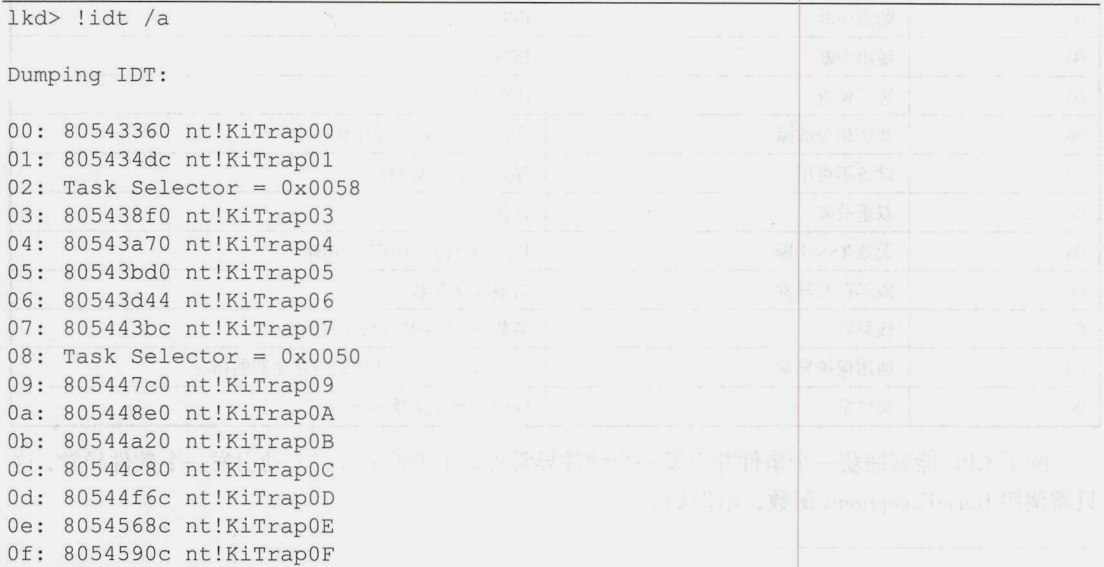 lkd> !idt /a
Dumping IDT:
00: 80543360 nt!KiTrap00
01: 805434dc nt!KiTrap01
02: Task Selector = 0x0058
03: 805438f0 nt!KiTrap03
04: 80543a70 nt!KiTrap04
05: 80543bd0 nt!KiTrap05
06: 80543d44 nt!KiTrap06
07: 805443bc nt!KiTrap07
08: Task Selector = 0x0050
09: 805447c0 nt!KiTrap09
0a: 805448e0 nt!KiTrap0A
0b: 80544a20 nt!KiTrap0B
0c: 80544c80 nt!KiTrap0C
0d: 80544f6c nt!KiTrap0D
0e: 8054568c nt!KiTrap0E
0f: 8054590c nt!KiTrap0F